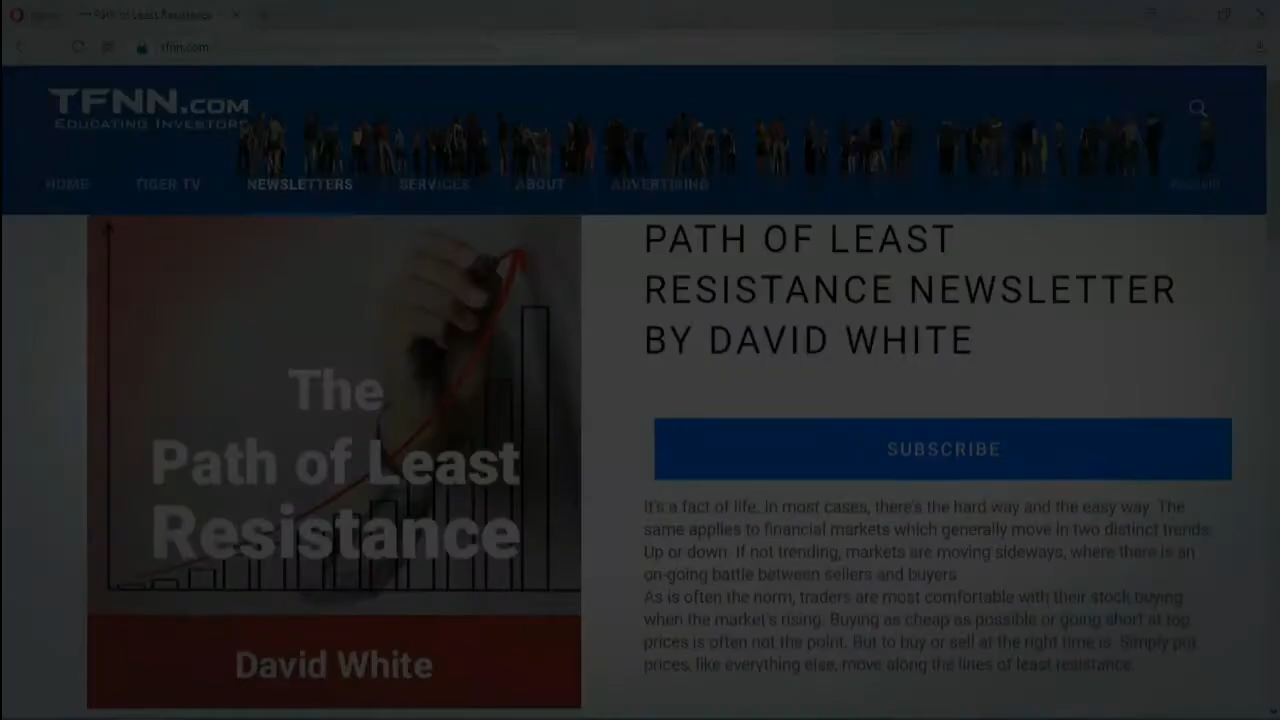 Path of Least Resistance
tfnn.com
TFNN.COM
EDUCATING INVESTORS
HOME TIGER TV NEWSLETTERS SERVICES ABOUT ADVERTISING
The
Path of Least
Resistance
David White
PATH OF LEAST
RESISTANCE NEWSLETTER
BY DAVID WHITE
SUBSCRIBE
It's a fact of life. In most cases, there's the hard way and the easy way. The
same applies to financial markets which generally move in two distinct trends.
Up or down. If not trending, markets are moving sideways, where there is an
on-going battle between sellers and buyers.
As is often the norm, traders are most comfortable with their stock buying
when the market's rising. Buying as cheap as possible or going short at top
prices is often not the point. But to buy or sell at the right time is. Simply put
prices, like everything else, move along the lines of least resistance.